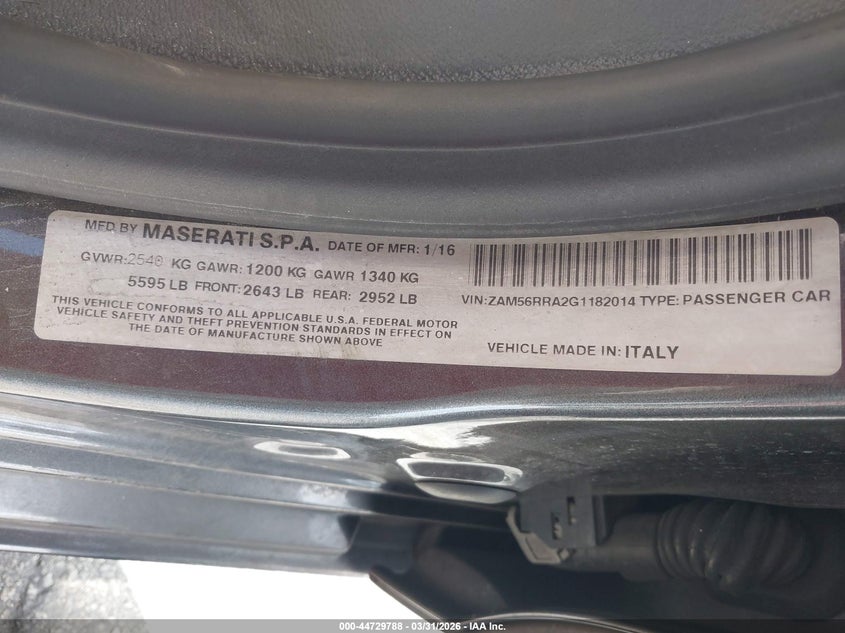 MFD BY MASERATI S.P.A. DATE OF MFR: 1/16
GVWR: 2540 KG GAWR: 1200 KG GAWR 1340 KG
5595 LB FRONT: 2643 LB REAR: 2952 LB
THIS VEHICLE CONFORMS TO ALL APPLICABLE U.S.A. FEDERAL MOTOR
VEHICLE SAFETY AND THEFT PREVENTION STANDARDS IN EFFECT ON
THE DATE OF MANUFACTURE SHOWN ABOVE
VIN: ZAM56RRA2G1182014 TYPE: PASSENGER CAR
VEHICLE MADE IN: ITALY
000-44729788 - 03/31/2026 - IAA Inc.